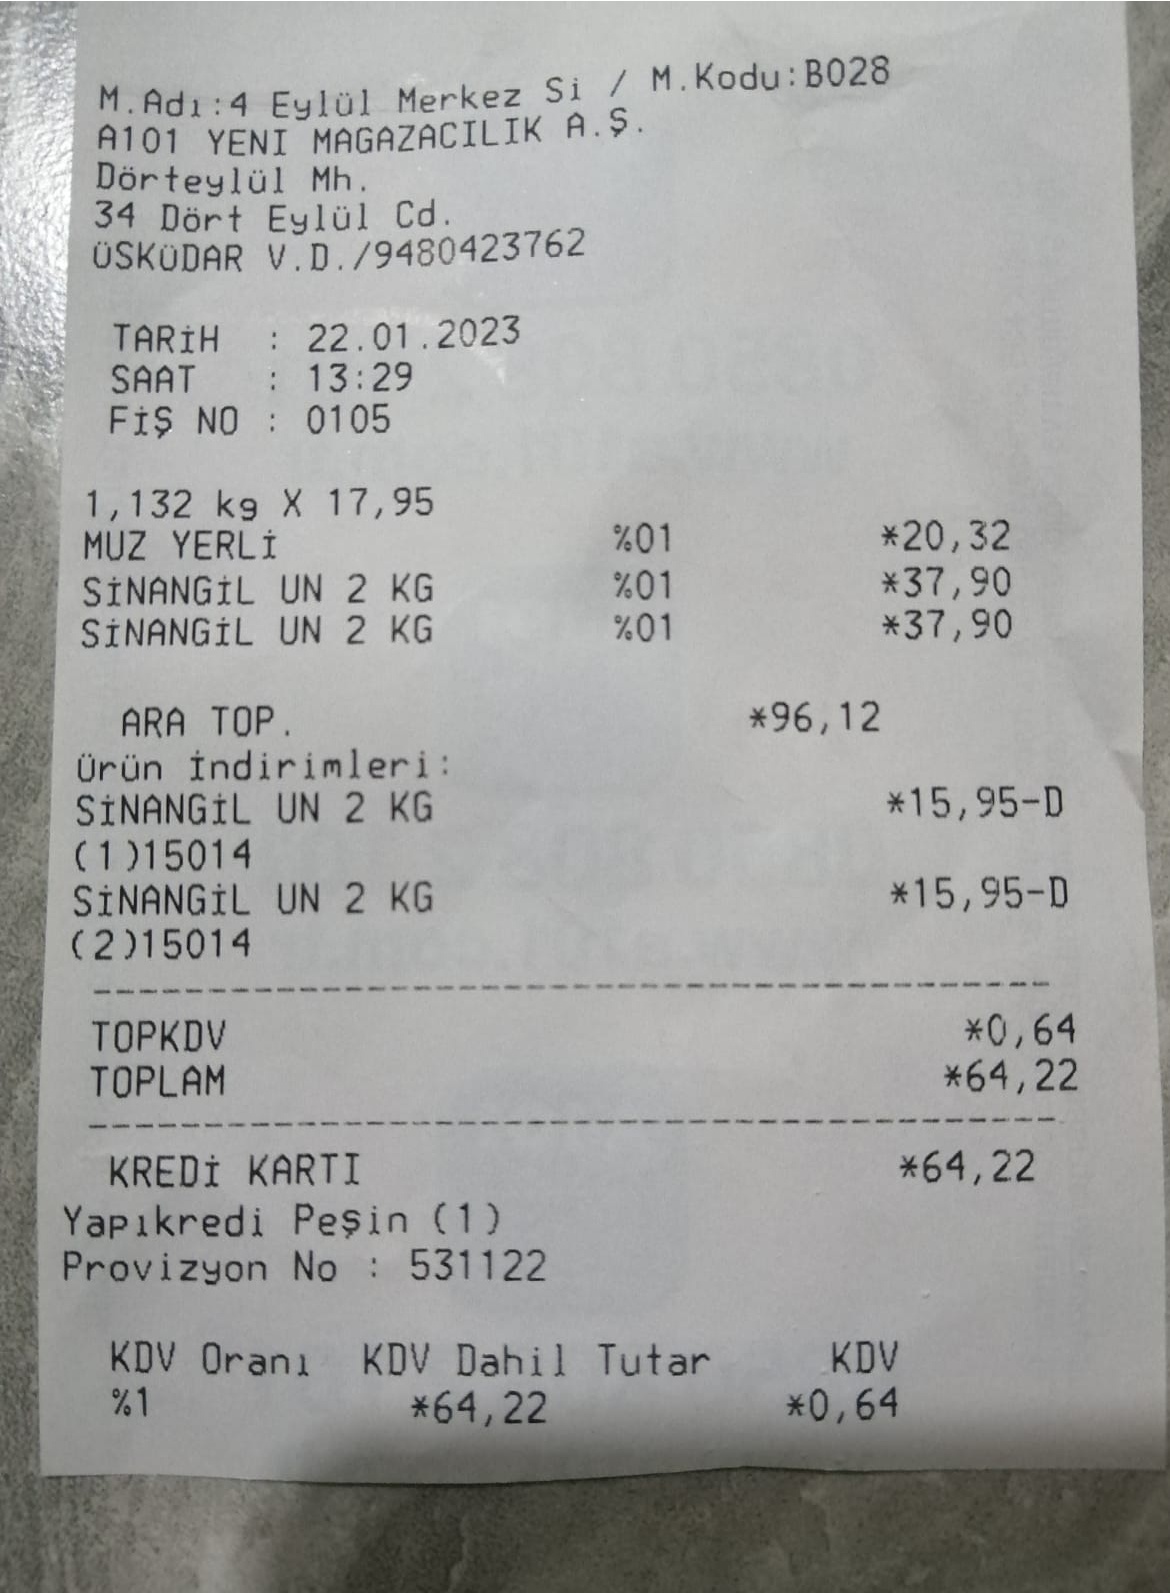 M.Adı:4 Eylül Merkez Si / M.Kodu:B028
A101 YENI MAGAZACILIK A.Ş.
Dörteylül Mh.
34 Dört Eylül Cd.
ÜSKÜDAR V.D./9480423762
TARİH : 22.01.2023
SAAT : 13:29
FİŞ NO : 0105
1,132 kg X 17,95
MUZ YERLİ %01 *20,32
SİNANGİL UN 2 KG %01 *37,90
SİNANGİL UN 2 KG %01 *37,90
ARA TOP. *96,12
Ürün İndirimleri:
SİNANGİL UN 2 KG *15,95-D
(1)15014
SİNANGİL UN 2 KG *15,95-D
(2)15014
TOPKDV *0,64
TOPLAM *64,22
KREDİ KARTI *64,22
Yapıkredi Peşin (1)
Provizyon No : 531122
KDV Oranı KDV Dahil Tutar KDV
%1 *64,22 *0,64